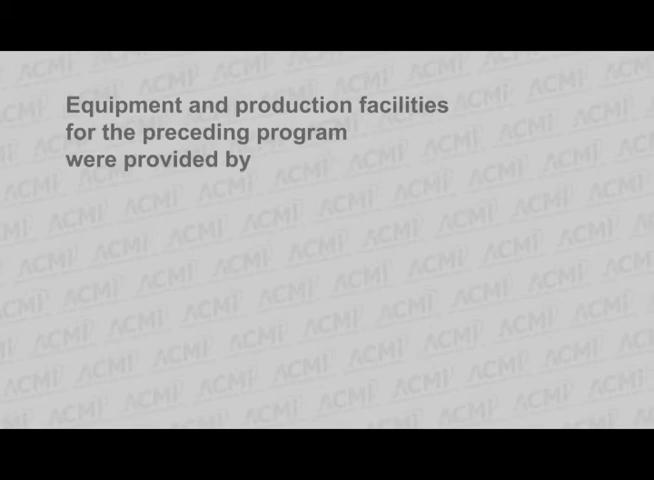 Equipment and production facilities
for the preceding program
were provided by